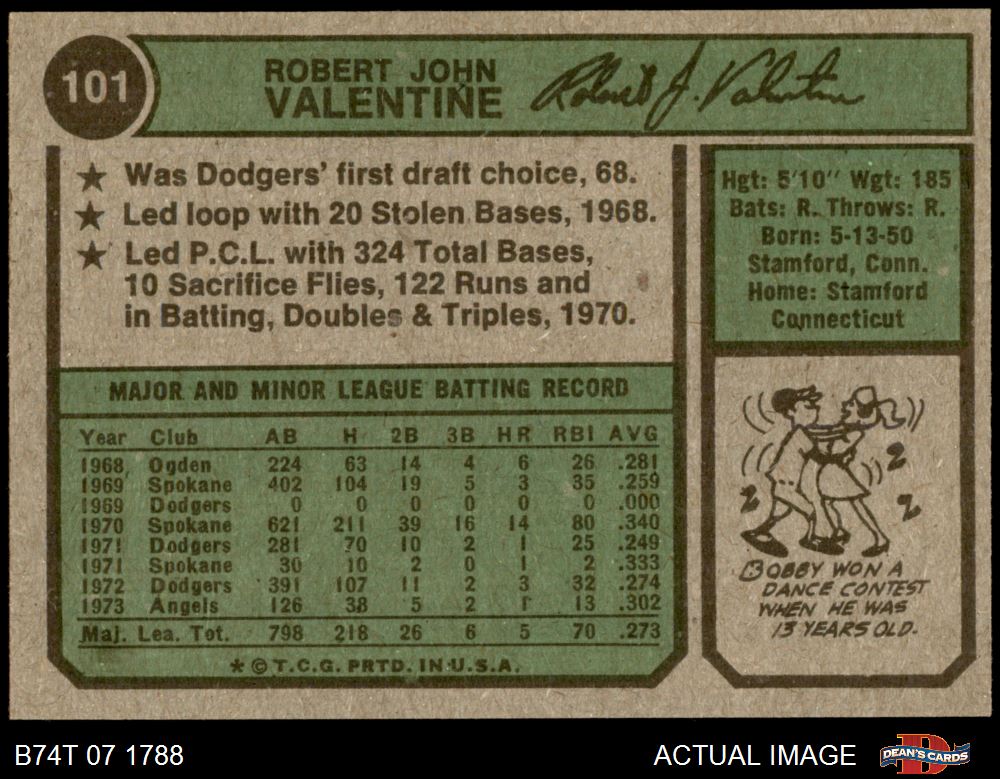 101
ROBERT JOHN
VALENTINE
Robert J. Valentine
★ Was Dodgers' first draft choice, 68.
★ Led loop with 20 Stolen Bases, 1968.
★ Led P.C.L. with 324 Total Bases,
10 Sacrifice Flies, 122 Runs and
in Batting, Doubles & Triples, 1970.
Hgt: 5'10" Wgt: 185
Bats: R. Throws: R.
Born: 5-13-50
Stamford, Conn.
Home: Stamford
Connecticut
MAJOR AND MINOR LEAGUE BATTING RECORD
Year Club AB H 2B 3B HR RBI AVG
1968 Ogden 224 63 14 4 6 26 .281
1969 Spokane 402 104 19 5 3 35 .259
1969 Dodgers 0 0 0 0 0 0 .000
1970 Spokane 621 211 39 16 14 80 .340
1971 Dodgers 281 70 10 2 1 25 .249
1971 Spokane 30 10 2 0 1 2 .333
1972 Dodgers 391 107 11 2 3 32 .274
1973 Angels 126 38 5 2 1 13 .302
Maj. Lea. Tot. 798 218 26 6 5 70 .273
* © T.C.G. PRTD. IN U.S.A.
Z Z Z
BOBBY WON A
DANCE CONTEST
WHEN HE WAS
13 YEARS OLD.
B74T 07 1788
ACTUAL IMAGE
D
DEAN'S CARDS